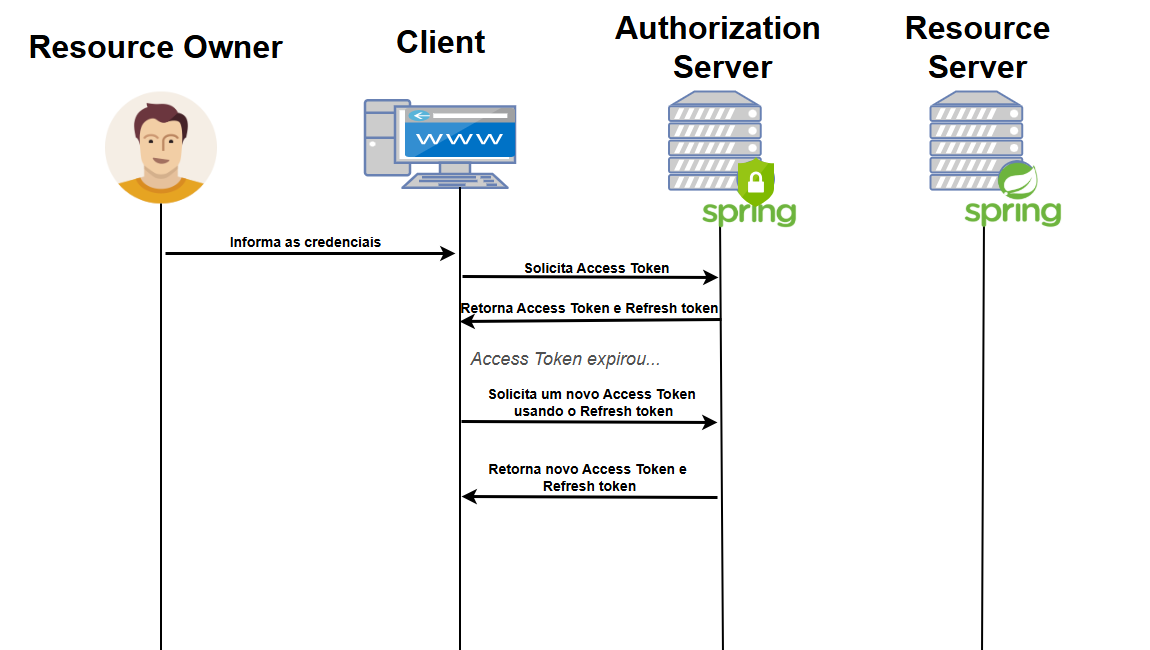 Resource Owner
Client
Authorization
Server
Resource
Server
WWW
spring
spring
Informa as credenciais
Solicita Access Token
Retorna Access Token e Refresh token
Access Token expirou...
Solicita um novo Access Token
usando o Refresh token
Retorna novo Access Token e
Refresh token